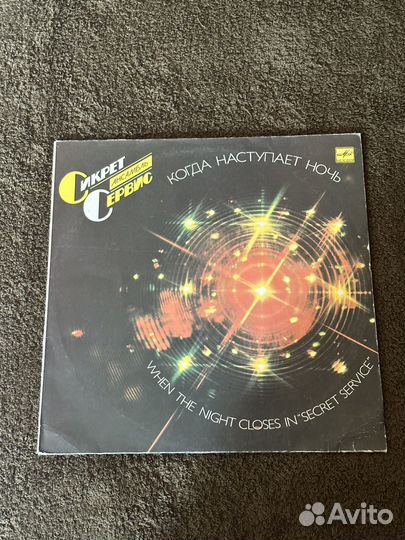 СИКРЕТ
АНСАМБЛЬ
СЕРВИС
КОГДА НАСТУПАЕТ НОЧЬ
WHEN THE NIGHT CLOSES IN "SECRET SERVICE"
Avito